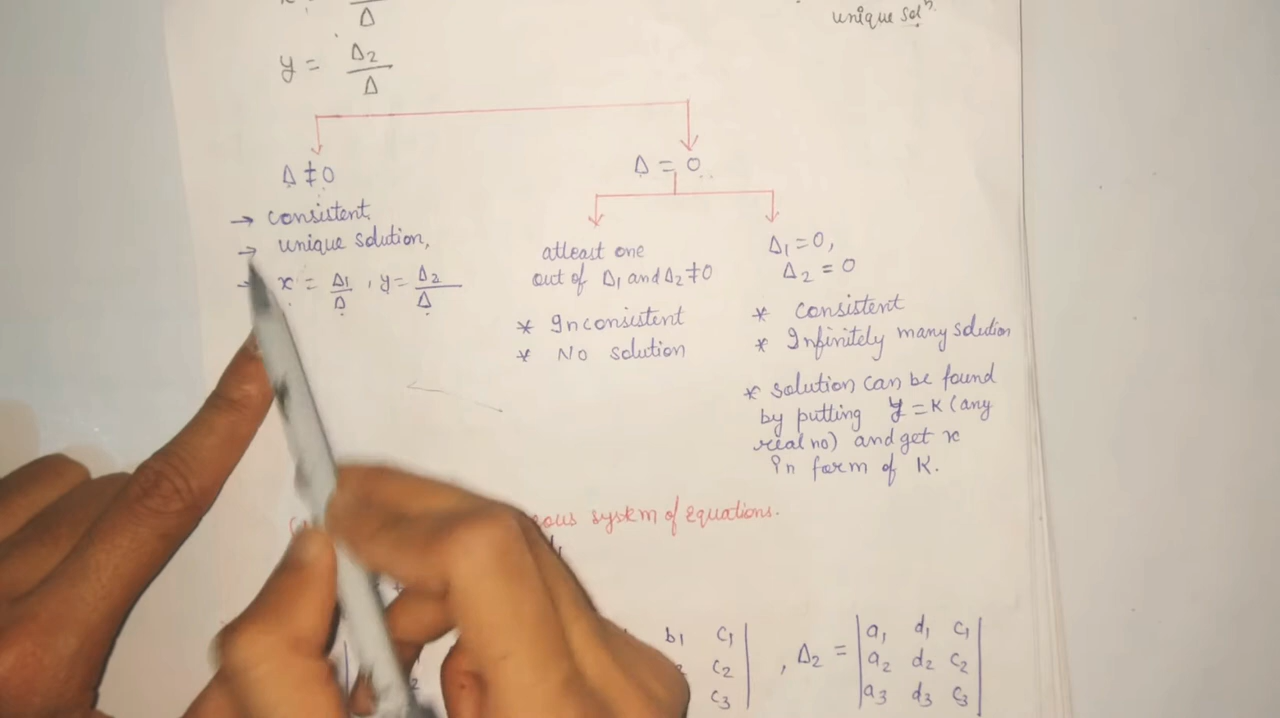 Δ
unique solⁿ.
y = Δ2/Δ
Δ ≠ 0
→ consistent
→ unique solution,
x = Δ1/Δ , y = Δ2/Δ
Δ = 0
atleast one
out of Δ1 and Δ2 ≠ 0
* Inconsistent
* No solution
Δ1 = 0,
Δ2 = 0
* consistent
* Infinitely many solution
* solution can be found
by putting y = K (any
real no) and get x
in form of K.
system of Equations.
b1 c1
c2
c3
, Δ2 =
a1 d1 c1
a2 d2 c2
a3 d3 c3